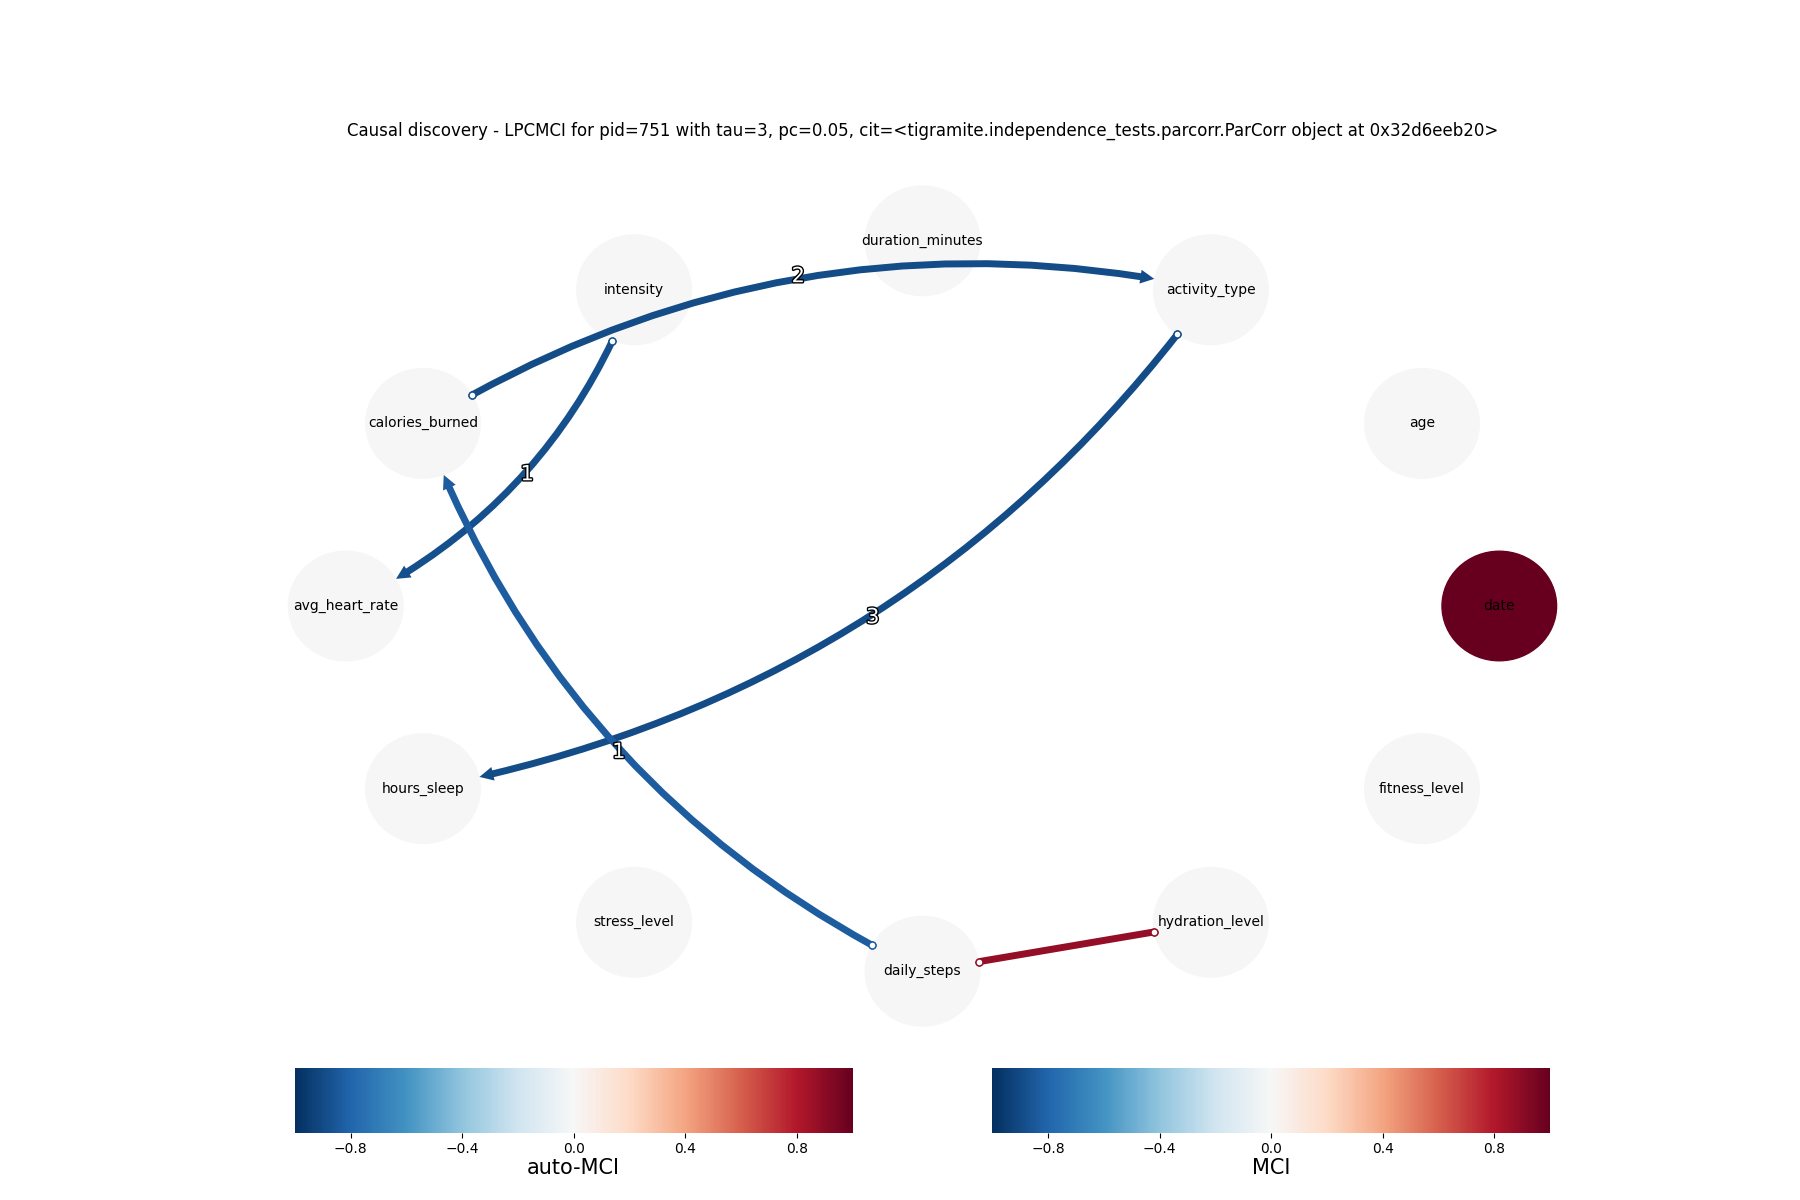 Causal discovery - LPCMCI for pid=751 with tau=3, pc=0.05, cit=<tigramite.independence_tests.parcorr.ParCorr object at 0x32d6eeb20>
duration_minutes
intensity
activity_type
2
calories_burned
age
1
avg_heart_rate
date
3
hours_sleep
1
fitness_level
stress_level
hydration_level
daily_steps
−0.8 −0.4 0.0 0.4 0.8
auto-MCI
−0.8 −0.4 0.0 0.4 0.8
MCI